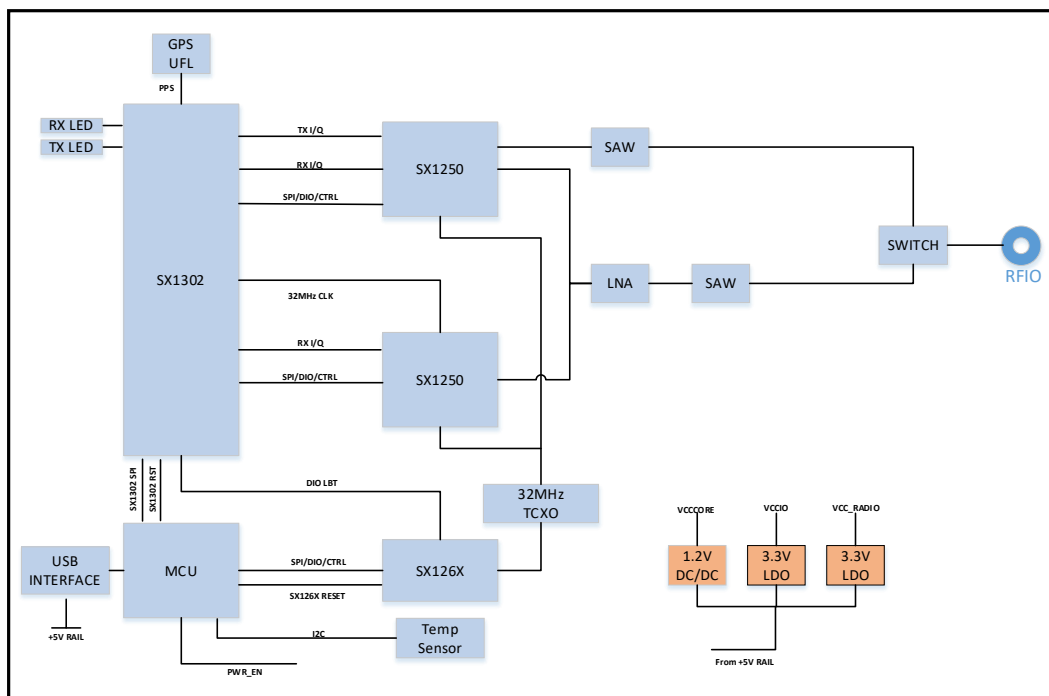 GPS
UFL
PPS
RX LED
TX LED
TX I/Q
RX I/Q
SPI/DIO/CTRL
SX1250
SAW
SWITCH
RFIO
SX1302
LNA
SAW
32MHz CLK
RX I/Q
SPI/DIO/CTRL
SX1250
SX1302 SPI
SX1302 RST
DIO LBT
32MHz
TCXO
USB
INTERFACE
+5V RAIL
MCU
SPI/DIO/CTRL
SX126X RESET
SX126X
I2C
Temp
Sensor
PWR_EN
VCCCORE
VCCIO
VCC_RADIO
1.2V
DC/DC
3.3V
LDO
3.3V
LDO
From +5V RAIL